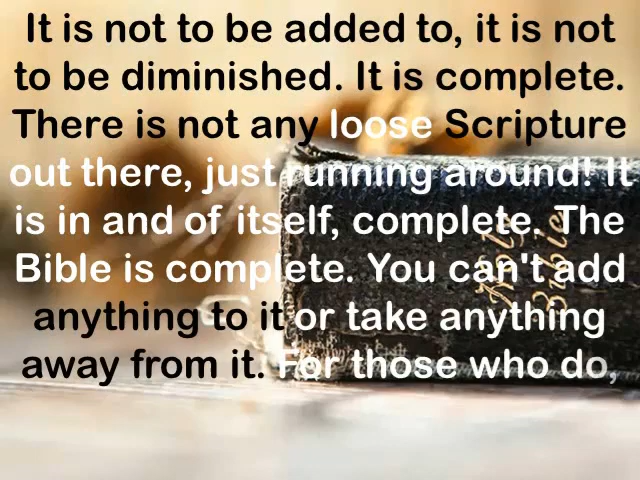 It is not to be added to, it is not
to be diminished. It is complete.
There is not any loose Scripture
out there, just running around! It
is in and of itself, complete. The
Bible is complete. You can't add
anything to it or take anything
away from it. For those who do,
Holy
Bible